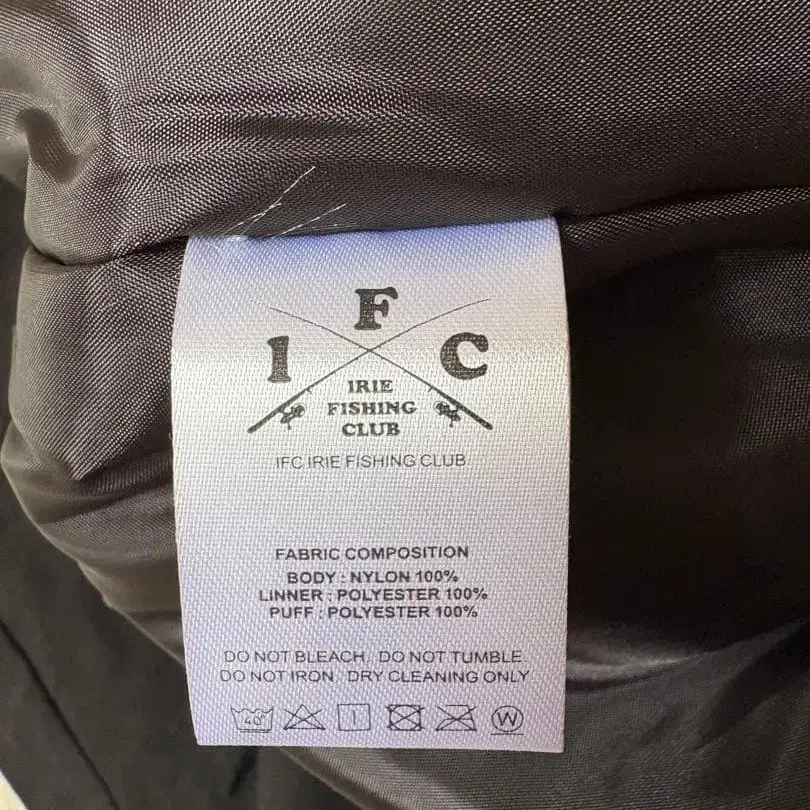 F
I C
IRIE
FISHING
CLUB
IFC IRIE FISHING CLUB
FABRIC COMPOSITION
BODY : NYLON 100%
LINNER : POLYESTER 100%
PUFF : POLYESTER 100%
DO NOT BLEACH. DO NOT TUMBLE.
DO NOT IRON. DRY CLEANING ONLY
40° W